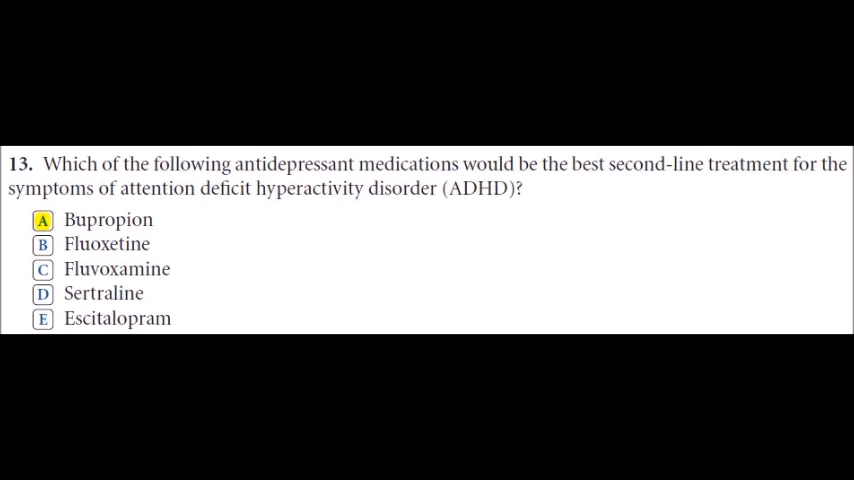 13. Which of the following antidepressant medications would be the best second-line treatment for the
symptoms of attention deficit hyperactivity disorder (ADHD)?
A Bupropion
B Fluoxetine
C Fluvoxamine
D Sertraline
E Escitalopram